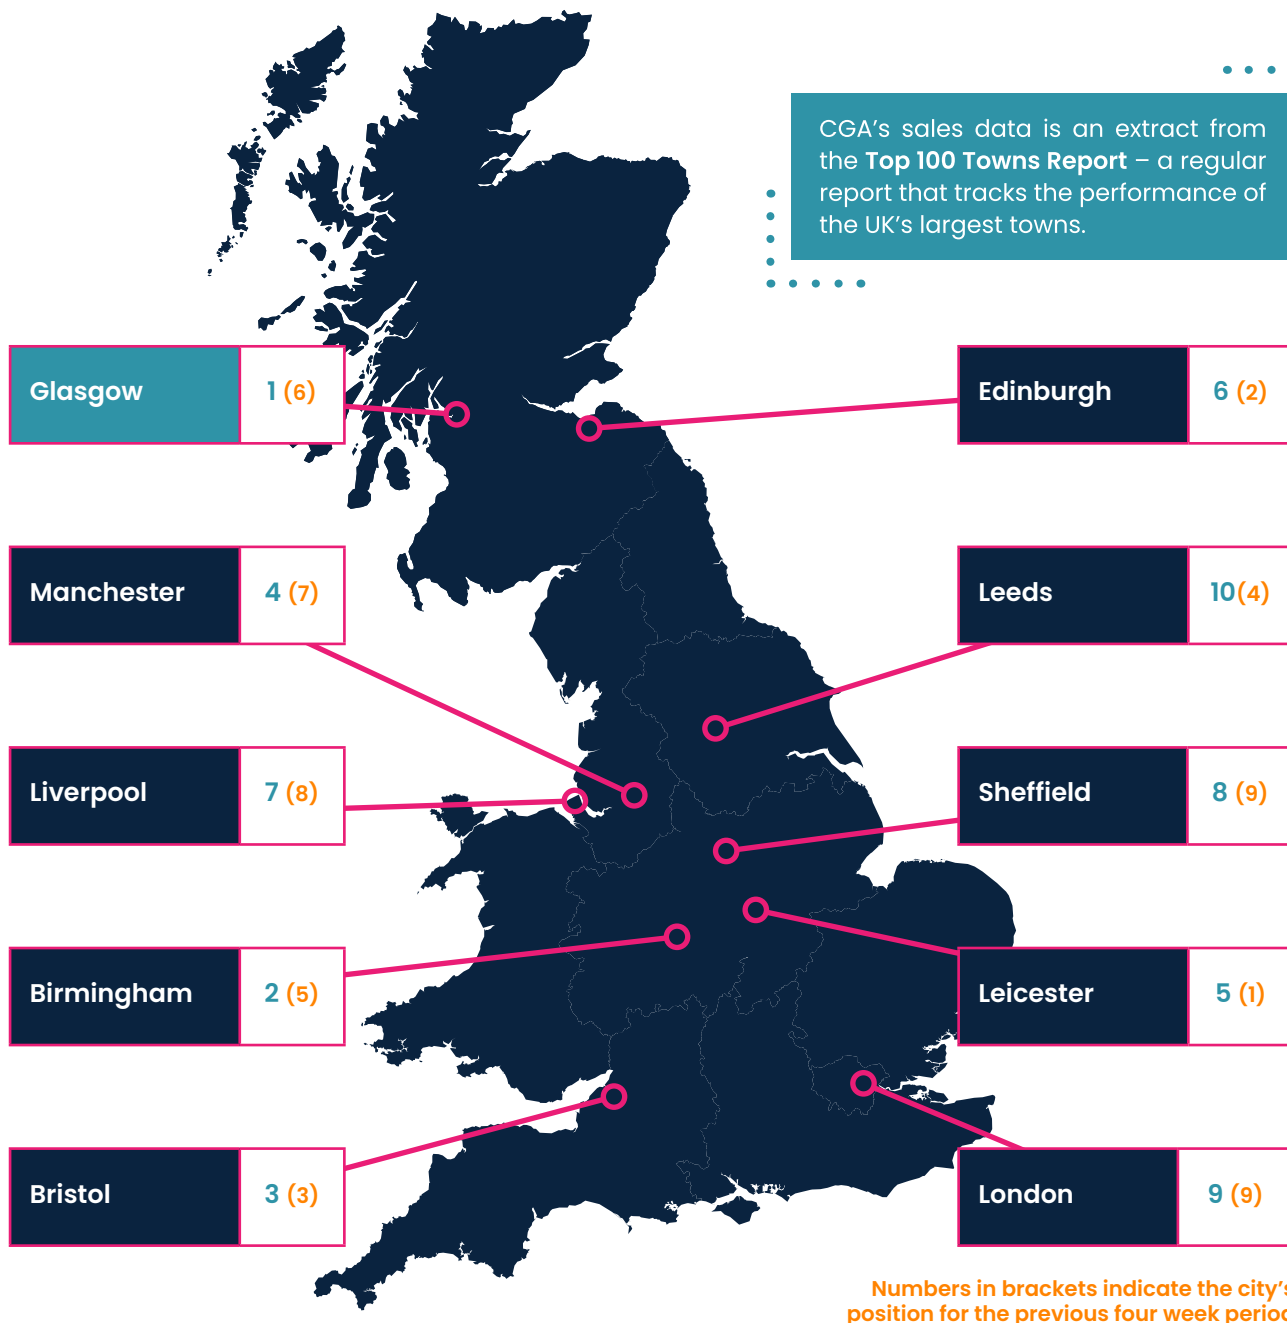 CGA's sales data is an extract from
the Top 100 Towns Report – a regular
report that tracks the performance of
the UK's largest towns.
Glasgow 1 (6)
Edinburgh 6 (2)
Manchester 4 (7)
Leeds 10(4)
Liverpool 7 (8)
Sheffield 8 (9)
Birmingham 2 (5)
Leicester 5 (1)
Bristol 3 (3)
London 9 (9)
Numbers in brackets indicate the city's
position for the previous four week period